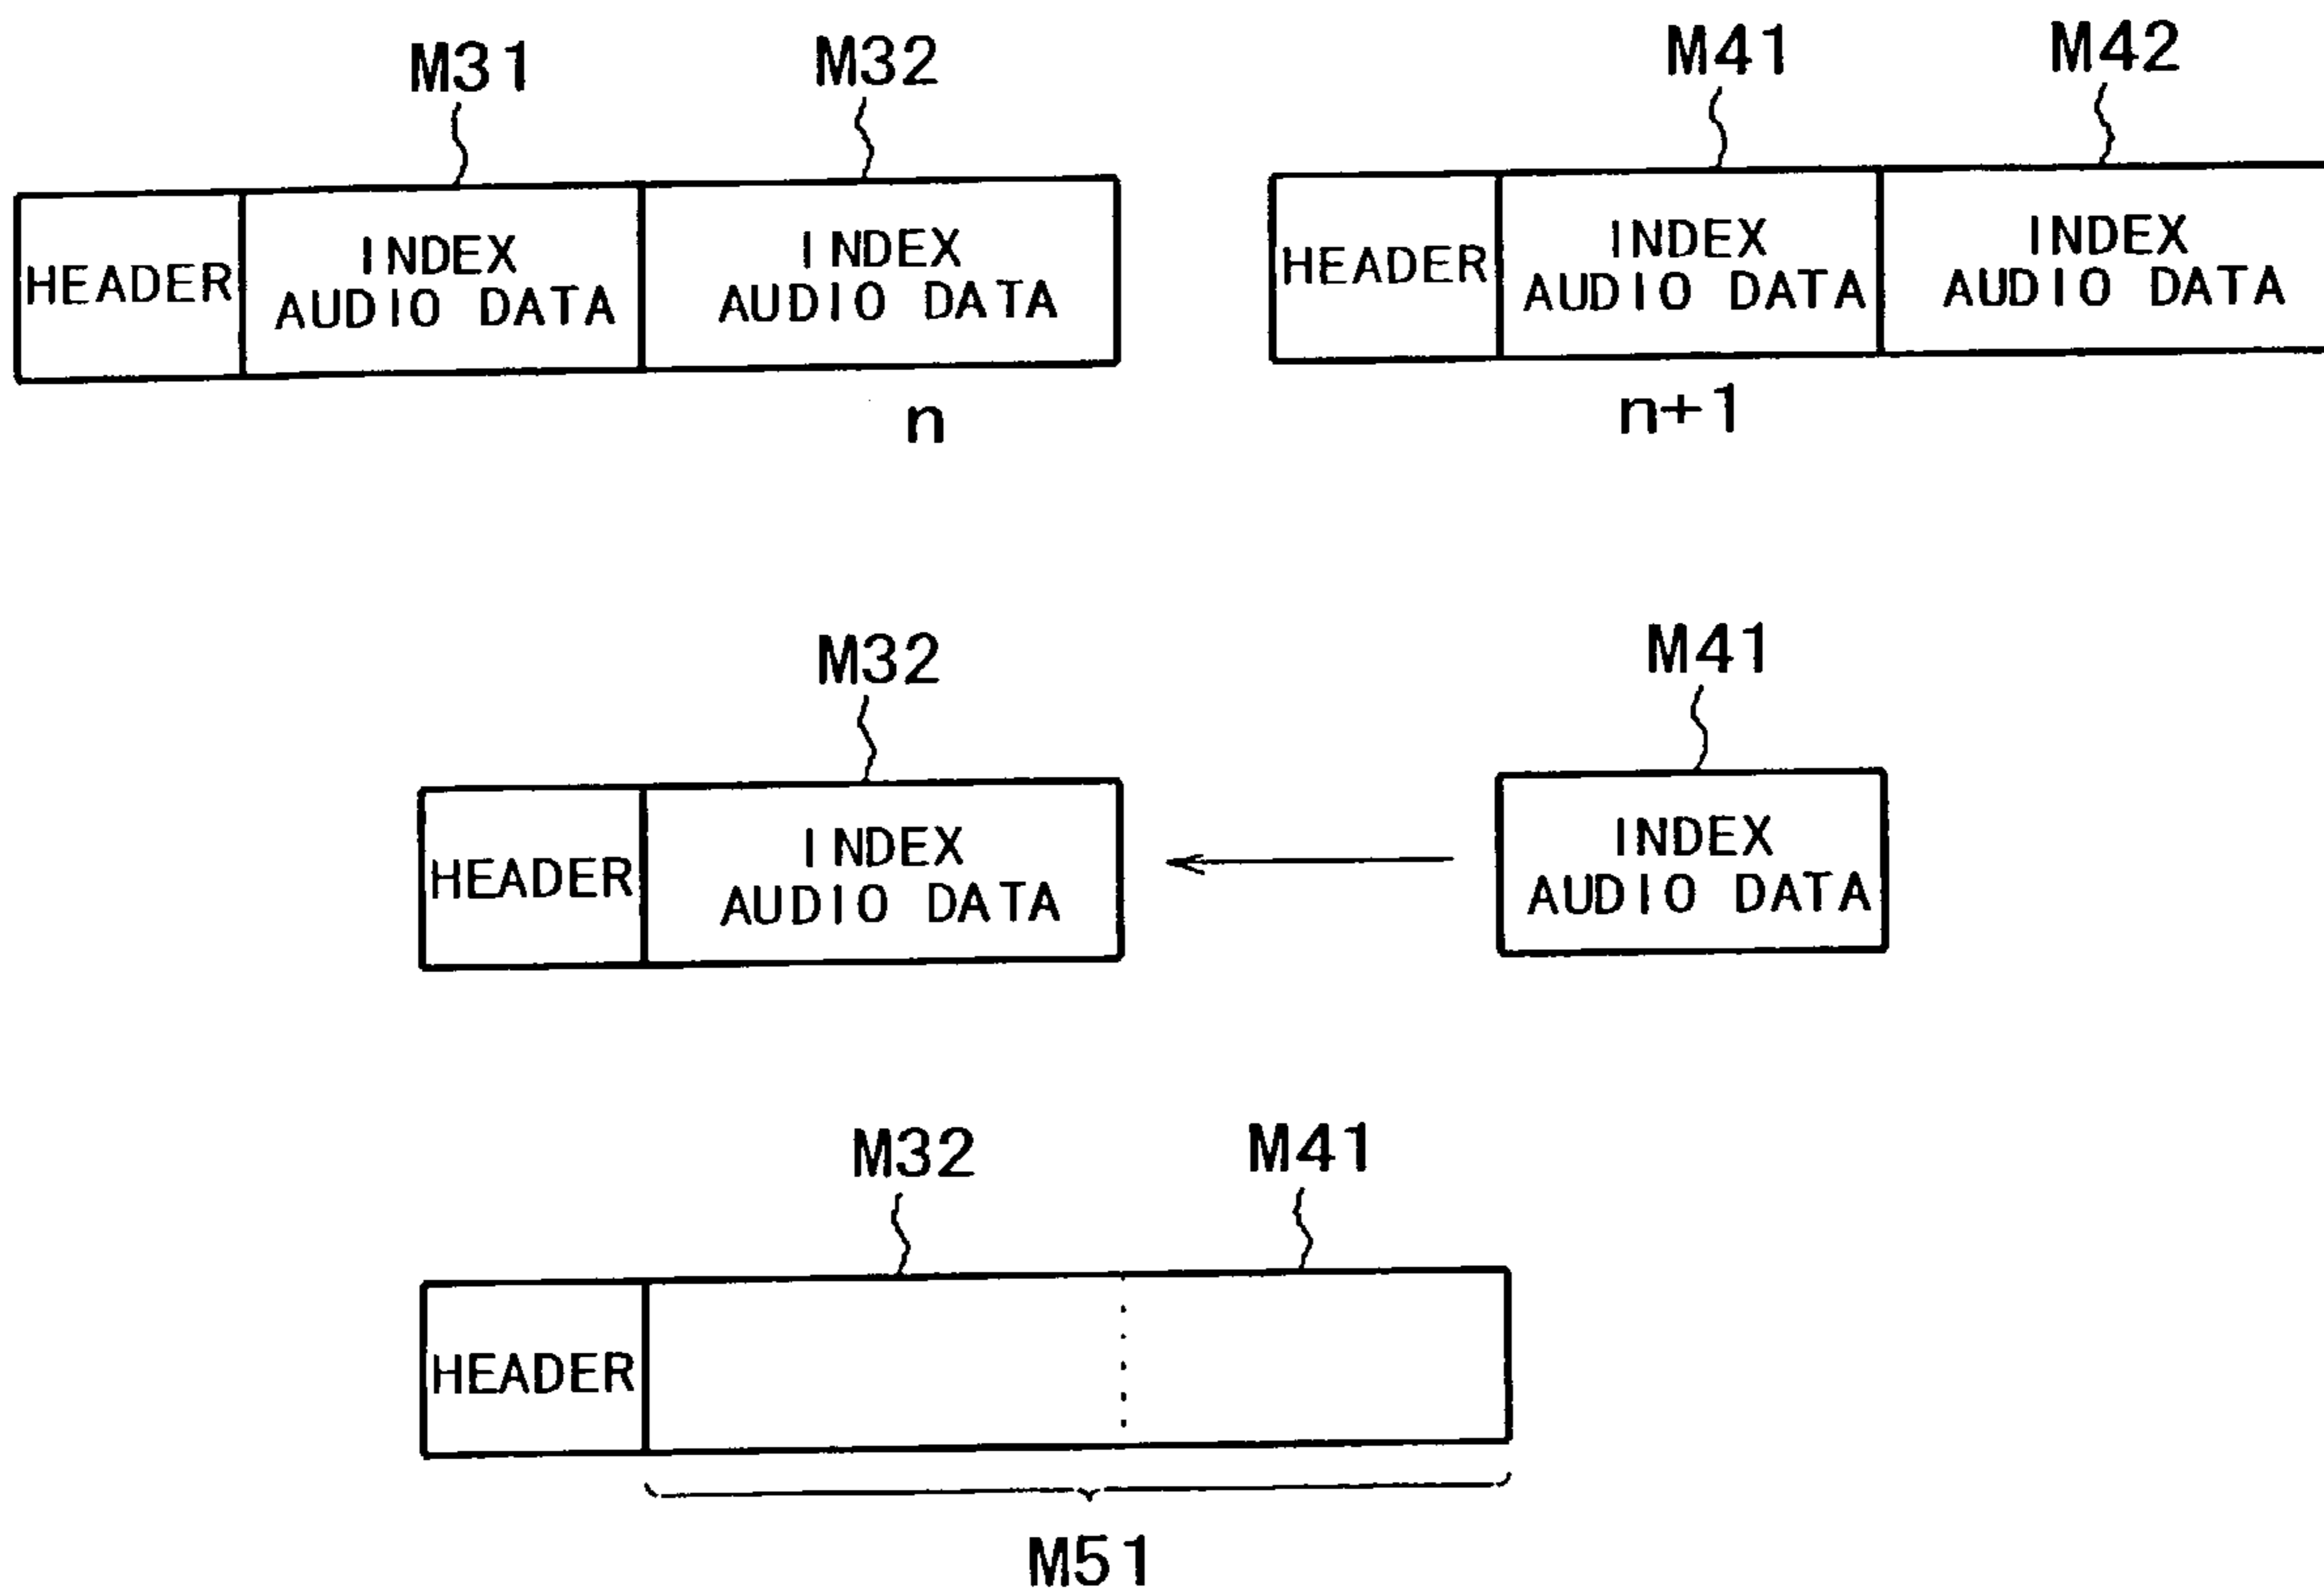 M31 M32 M41 M42
HEADER INDEX AUDIO DATA INDEX AUDIO DATA HEADER INDEX AUDIO DATA INDEX AUDIO DATA
n n+1
M32 M41
HEADER INDEX AUDIO DATA INDEX AUDIO DATA
M32 M41
HEADER
M51